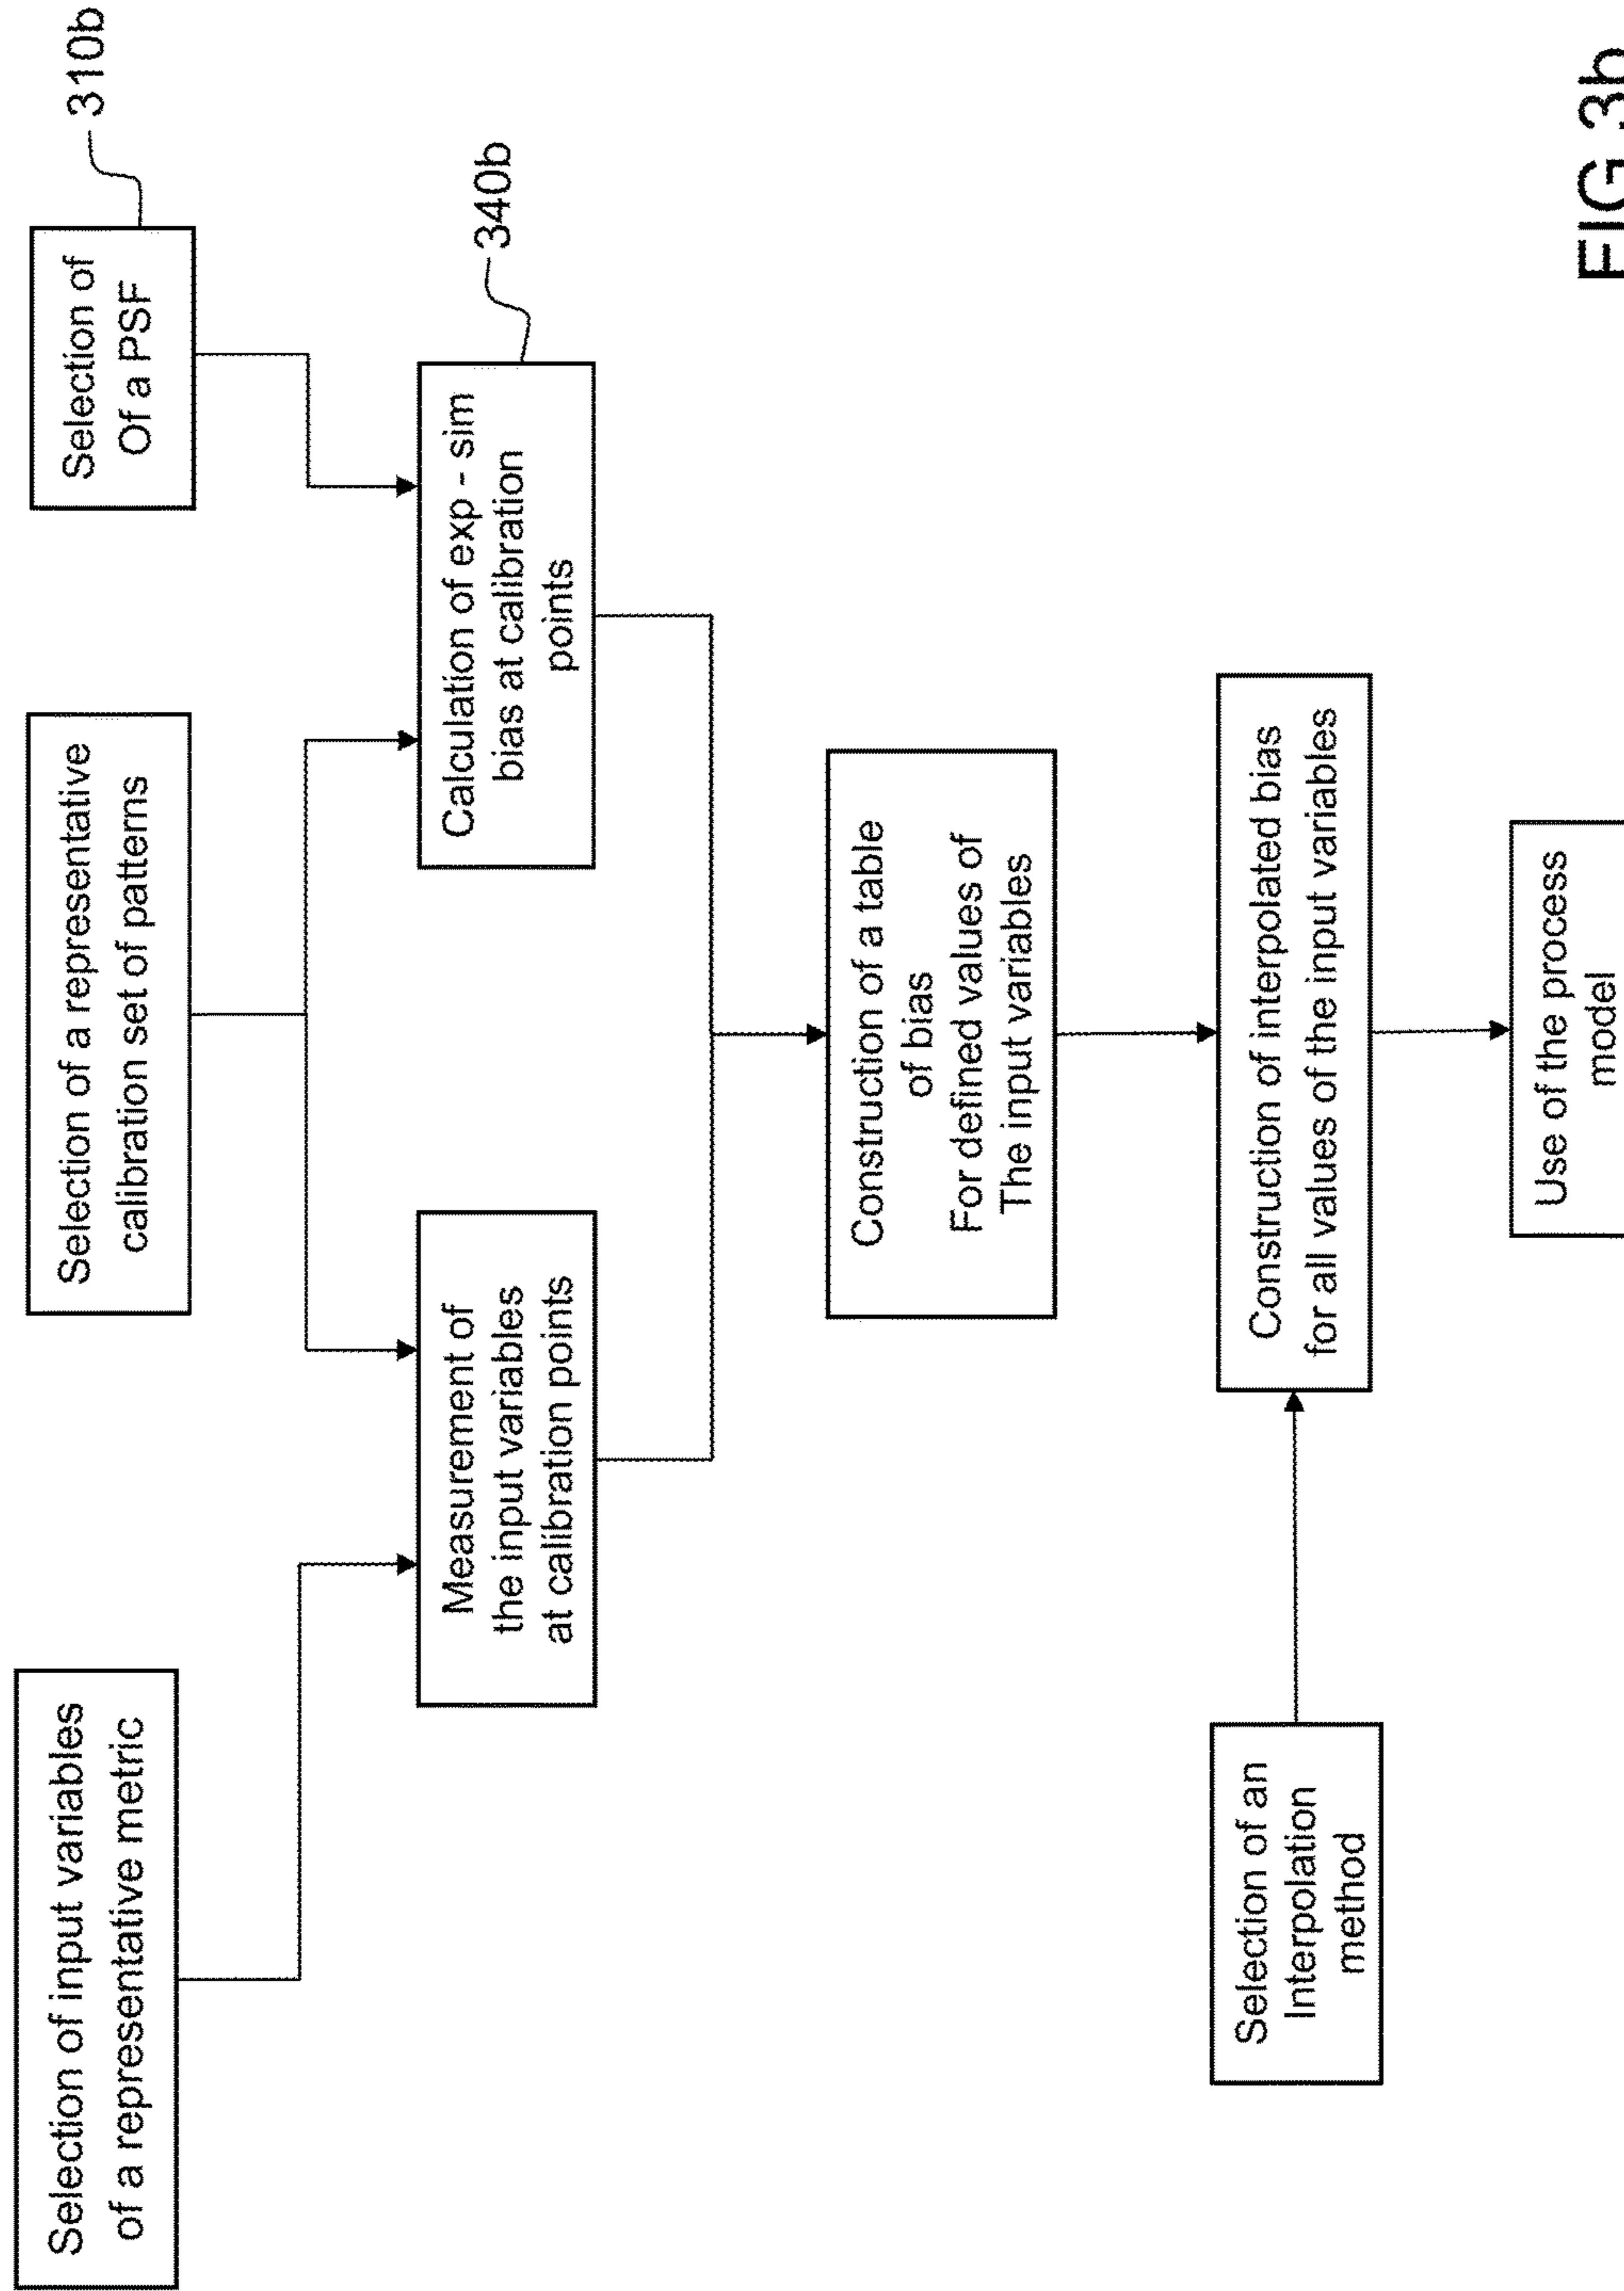 Selection of input variables
of a representative metric
Selection of a representative
calibration set of patterns
Selection of
Of a PSF
310b
Measurement of
the input variables
at calibration points
Calculation of exp - sim
bias at calibration
points
340b
Construction of a table
of bias
For defined values of
The input variables
Selection of an
Interpolation
method
Construction of interpolated bias
for all values of the input variables
Use of the process
model
FIG.3b